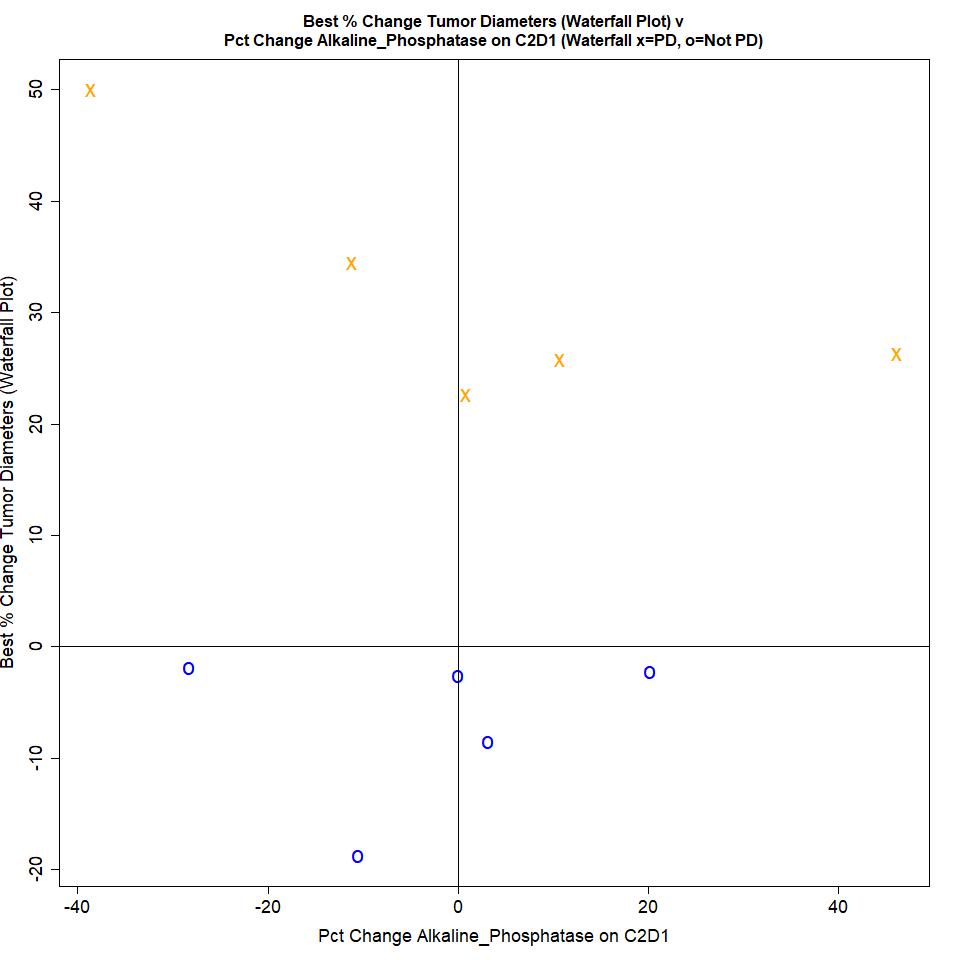 Best % Change Tumor Diameters (Waterfall Plot) v
Pct Change Alkaline_Phosphatase on C2D1 (Waterfall x=PD, o=Not PD)
Best % Change Tumor Diameters (Waterfall Plot)
50
40
30
20
10
0
-10
-20
X
X
X
X
X
O
O
O
O
O
-40
-20
0
20
40
Pct Change Alkaline_Phosphatase on C2D1